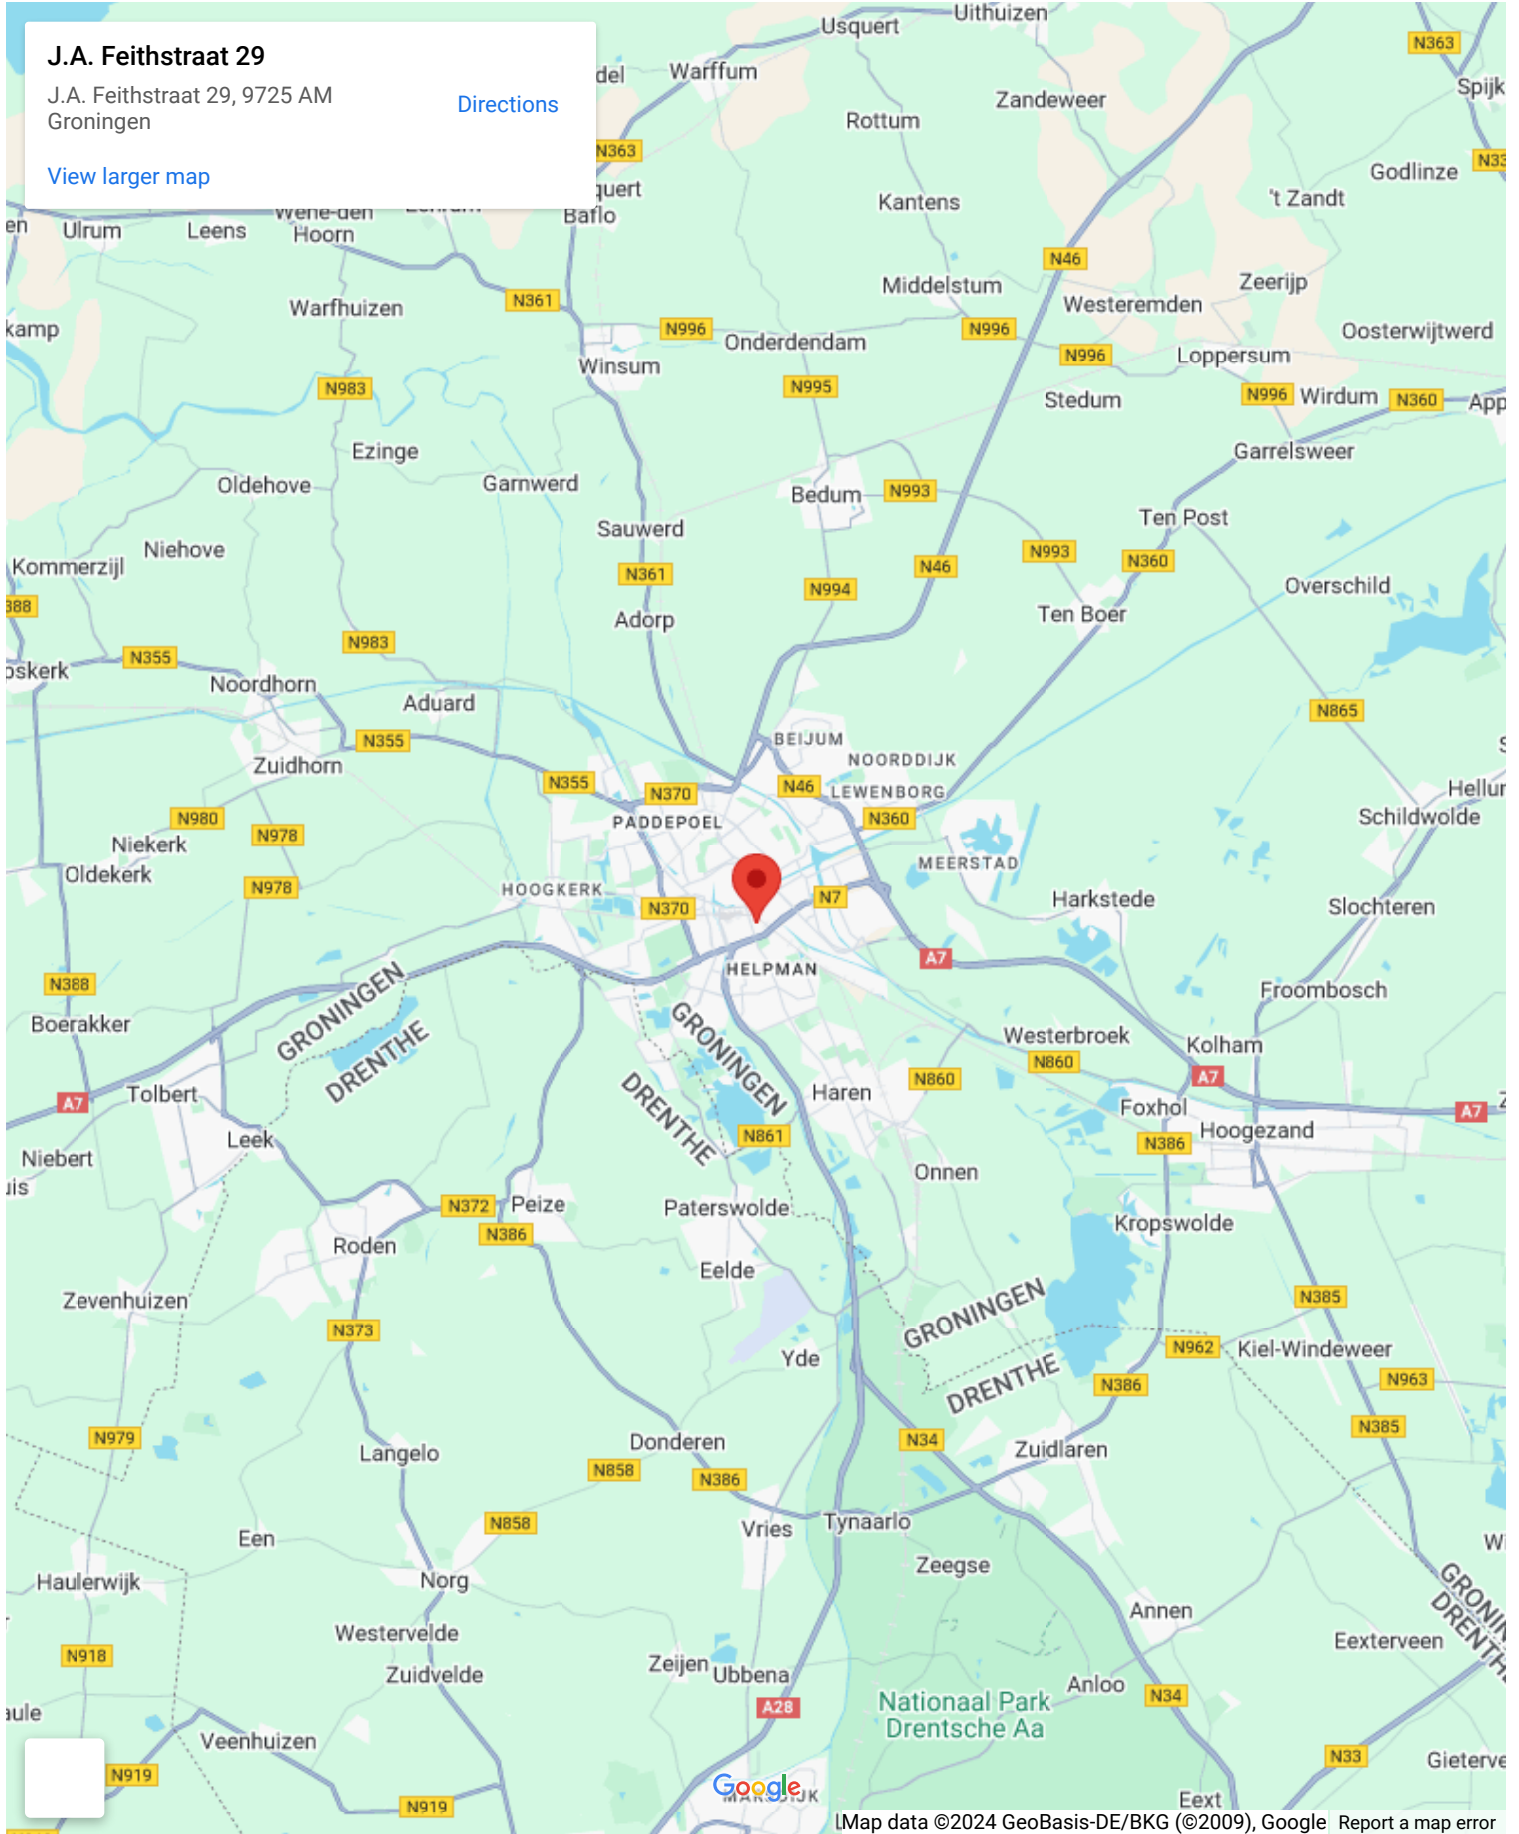 J.A. Feithstraat 29
J.A. Feithstraat 29, 9725 AM
Groningen
Directions
View larger map
Usquert
Uithuizen
N363
Warffum
Zandeweer
Rottum
N363
Godlinze
't Zandt
Kantens
Baflo
Ulrum
Leens
Hoorn
N46
Middelstum
Zeerijp
Westeremden
N361
Warfhuizen
N996
Onderdendam
N996
Oosterwijtwerd
N996
Loppersum
Winsum
N983
N995
Stedum
N996
Wirdum
N360
Ezinge
Garrelsweer
Oldehove
Garnwerd
Bedum
N993
Ten Post
Sauwerd
Niehove
Kommerzijl
N361
N994
N46
N993
N360
Overschild
Adorp
Ten Boer
N983
N355
Noordhorn
Aduard
N865
N355
BEIJUM
NOORDDIJK
Zuidhorn
N355
N370
N46
LEWENBORG
N980
N978
PADDEPOEL
N360
Schildwolde
Niekerk
Oldekerk
MEERSTAD
N978
HOOGKERK
N370
N7
Harkstede
Slochteren
N388
HELPMAN
A7
Froombosch
Boerakker
GRONINGEN
DRENTHE
GRONINGEN
DRENTHE
Westerbroek
N860
Kolham
A7
A7
Tolbert
Haren
N860
Foxhol
A7
Leek
N861
N386
Hoogezand
Niebert
Onnen
N372
Peize
Paterswolde
Kropswolde
N386
Roden
Eelde
Zevenhuizen
GRONINGEN
DRENTHE
N385
N373
Yde
N962
Kiel-Windeweer
N386
N963
N979
Langelo
Donderen
N34
Zuidlaren
N385
N858
N386
N858
Vries
Tynaarlo
Een
Zeegse
Haulerwijk
Norg
Annen
Westervelde
Eexterveen
N918
Zuidvelde
Zeijen
Ubbena
Anloo
N34
A28
Nationaal Park
Drentsche Aa
Veenhuizen
N33
N919
Google
N919
Eext
Map data ©2024 GeoBasis-DE/BKG (©2009), Google
Report a map error